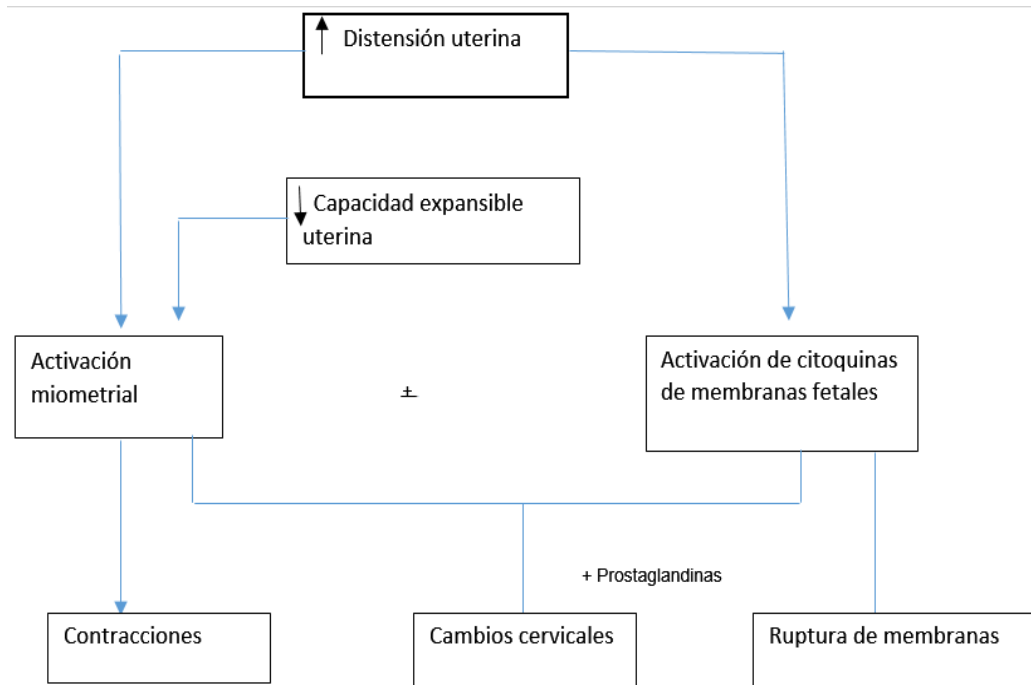 Distensión uterina
Capacidad expansible
uterina
Activación
miometrial
±
Activación de citoquinas
de membranas fetales
+ Prostaglandinas
Contracciones
Cambios cervicales
Ruptura de membranas